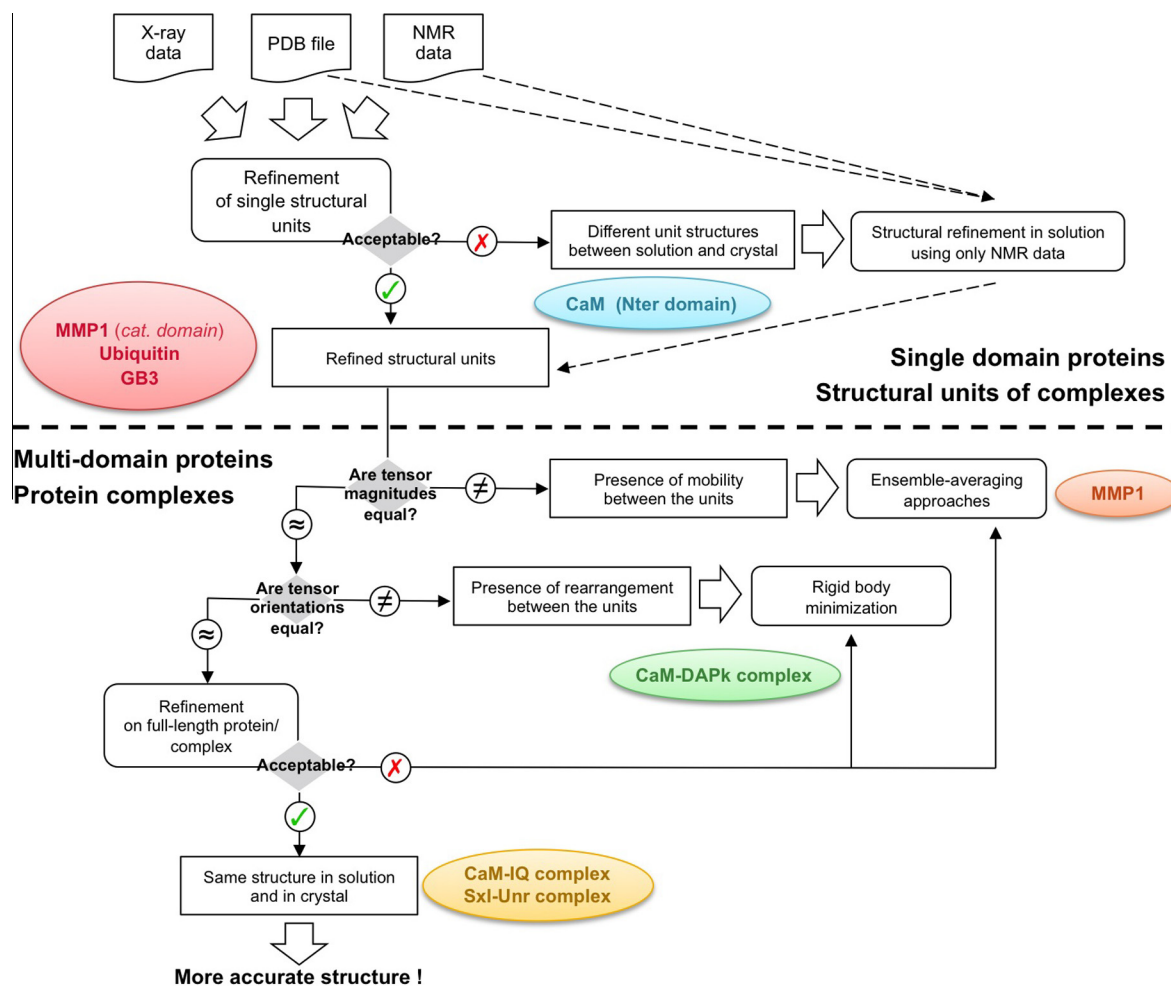 X-ray
data
PDB file
NMR
data
Refinement
of single structural
units
Acceptable?
✗
Different unit structures
between solution and crystal
Structural refinement in solution
using only NMR data
✓
CaM (Nter domain)
MMP1 (cat. domain)
Ubiquitin
GB3
Refined structural units
Single domain proteins
Structural units of complexes
Multi-domain proteins
Protein complexes
Are tensor
magnitudes
equal?
≠
Presence of mobility
between the units
Ensemble-averaging
approaches
MMP1
≈
Are tensor
orientations
equal?
≠
Presence of rearrangement
between the units
Rigid body
minimization
≈
CaM-DAPk complex
Refinement
on full-length protein/
complex
Acceptable?
✗
✓
Same structure in solution
and in crystal
CaM-IQ complex
Sxl-Unr complex
More accurate structure !